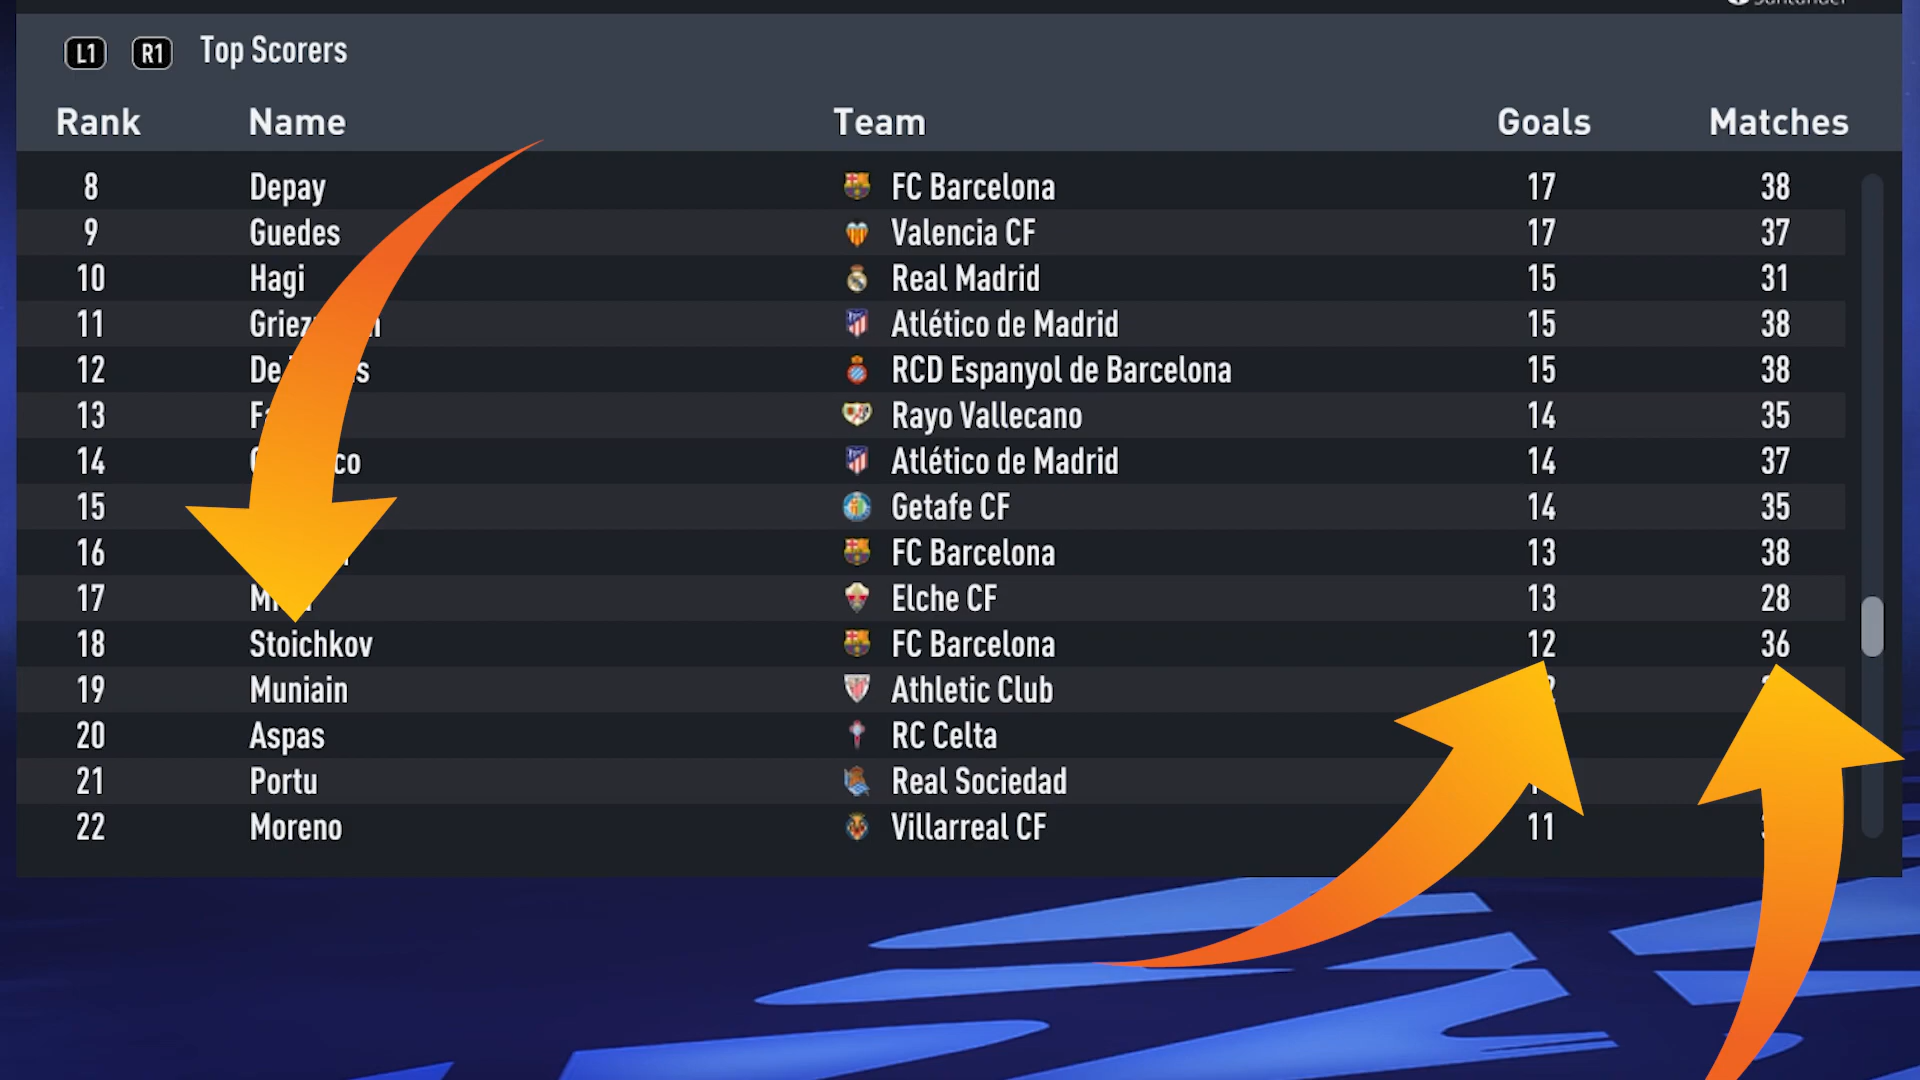 Santander
L1 R1 Top Scorers
Rank Name Team Goals Matches
8 Depay FC Barcelona 17 38
9 Guedes Valencia CF 17 37
10 Hagi Real Madrid 15 31
11 Atlético de Madrid 15 38
12 RCD Espanyol de Barcelona 15 38
13 Rayo Vallecano 14 35
14 Atlético de Madrid 14 37
15 Getafe CF 14 35
16 FC Barcelona 13 38
17 Elche CF 13 28
18 Stoichkov FC Barcelona 12 36
19 Muniain Athletic Club
20 Aspas RC Celta
21 Portu Real Sociedad
22 Moreno Villarreal CF 11